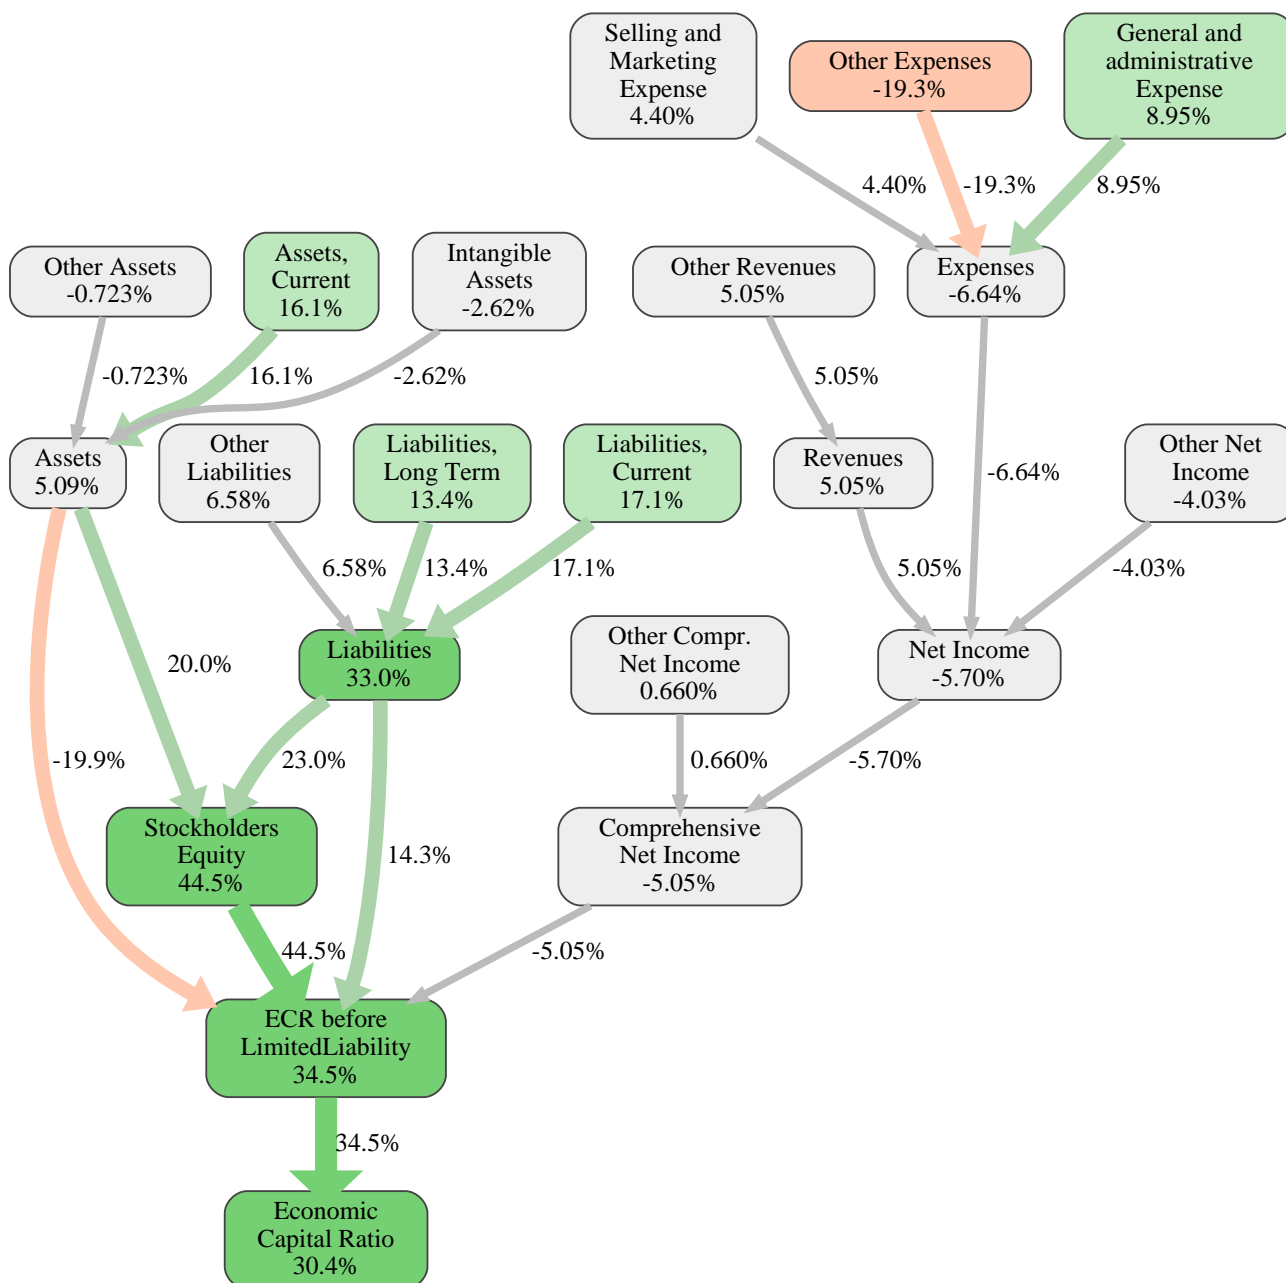 Selling and
Marketing
Expense
4.40%
Other Expenses
-19.3%
General and
administrative
Expense
8.95%
4.40%
-19.3%
8.95%
Other Assets
-0.723%
Assets,
Current
16.1%
Intangible
Assets
-2.62%
Other Revenues
5.05%
Expenses
-6.64%
-0.723%
16.1%
-2.62%
5.05%
Assets
5.09%
Other
Liabilities
6.58%
Liabilities,
Long Term
13.4%
Liabilities,
Current
17.1%
Revenues
5.05%
-6.64%
Other Net
Income
-4.03%
6.58%
13.4%
17.1%
5.05%
-4.03%
20.0%
Liabilities
33.0%
Other Compr.
Net Income
0.660%
Net Income
-5.70%
-19.9%
23.0%
0.660%
-5.70%
Stockholders
Equity
44.5%
14.3%
Comprehensive
Net Income
-5.05%
44.5%
-5.05%
ECR before
LimitedLiability
34.5%
34.5%
Economic
Capital Ratio
30.4%